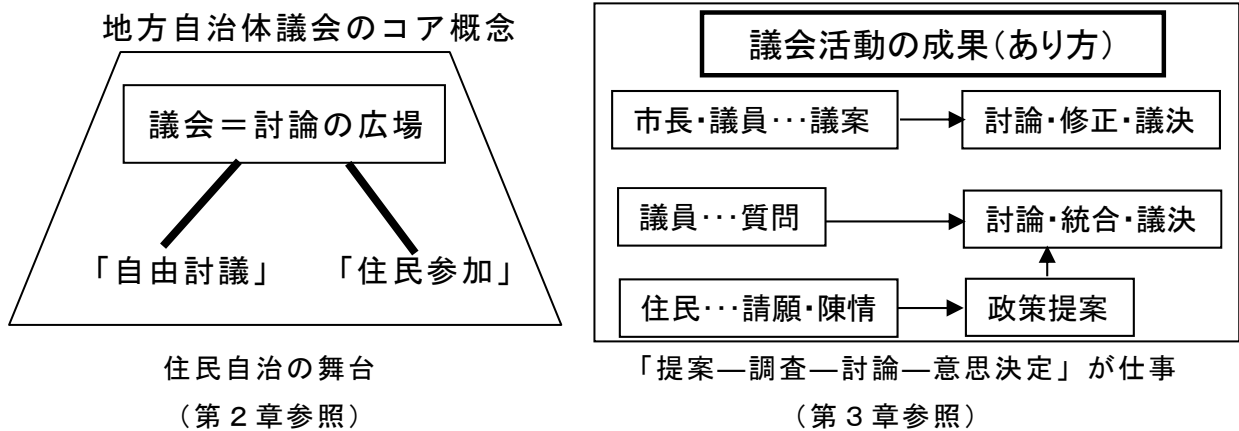 地方自治体議会のコア概念
議会＝討論の広場
「自由討議」
「住民参加」
住民自治の舞台
（第２章参照）
議会活動の成果（あり方）
市長・議員…議案
討論・修正・議決
議員…質問
討論・統合・議決
住民…請願・陳情
政策提案
「提案―調査―討論―意思決定」が仕事
（第３章参照）